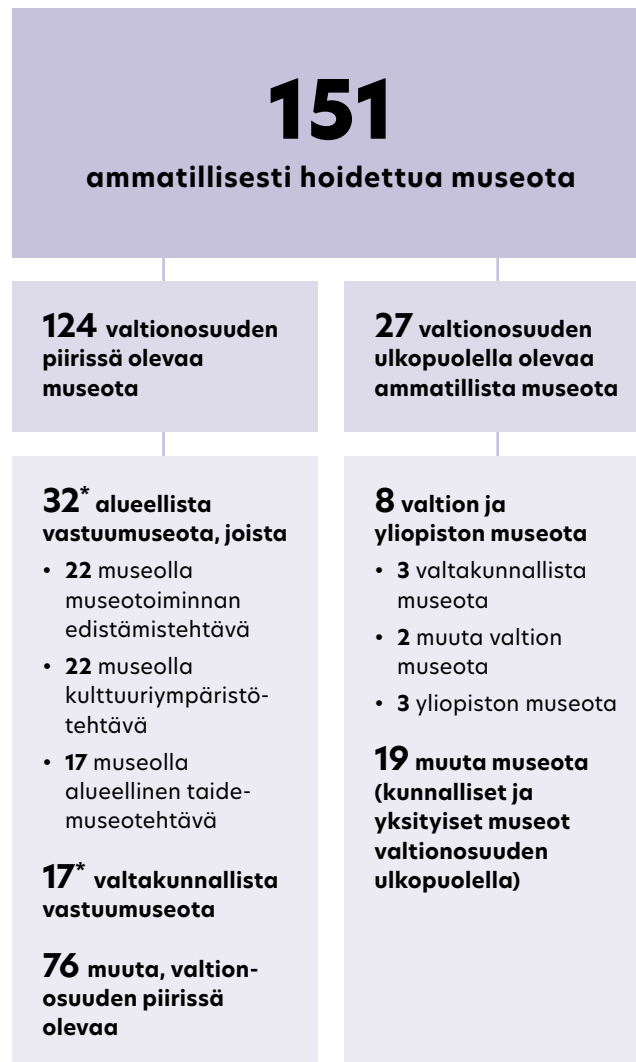 151
ammatillisesti hoidettua museota
124 valtionosuuden
piirissä olevaa
museota
32* alueellista
vastuumuseota, joista
• 22 museolla
museotoiminnan
edistämistehtävä
• 22 museolla
kulttuuriympäristö-
tehtävä
• 17 museolla
alueellinen taide-
museotehtävä
17* valtakunnallista
vastuumuseota
76 muuta, valtion-
osuuden piirissä
olevaa
27 valtionosuuden
ulkopuolella olevaa
ammatillista museota
8 valtion ja
yliopiston museota
• 3 valtakunnallista
museota
• 2 muuta valtion
museota
• 3 yliopiston museota
19 muuta museota
(kunnalliset ja
yksityiset museot
valtionosuuden
ulkopuolella)